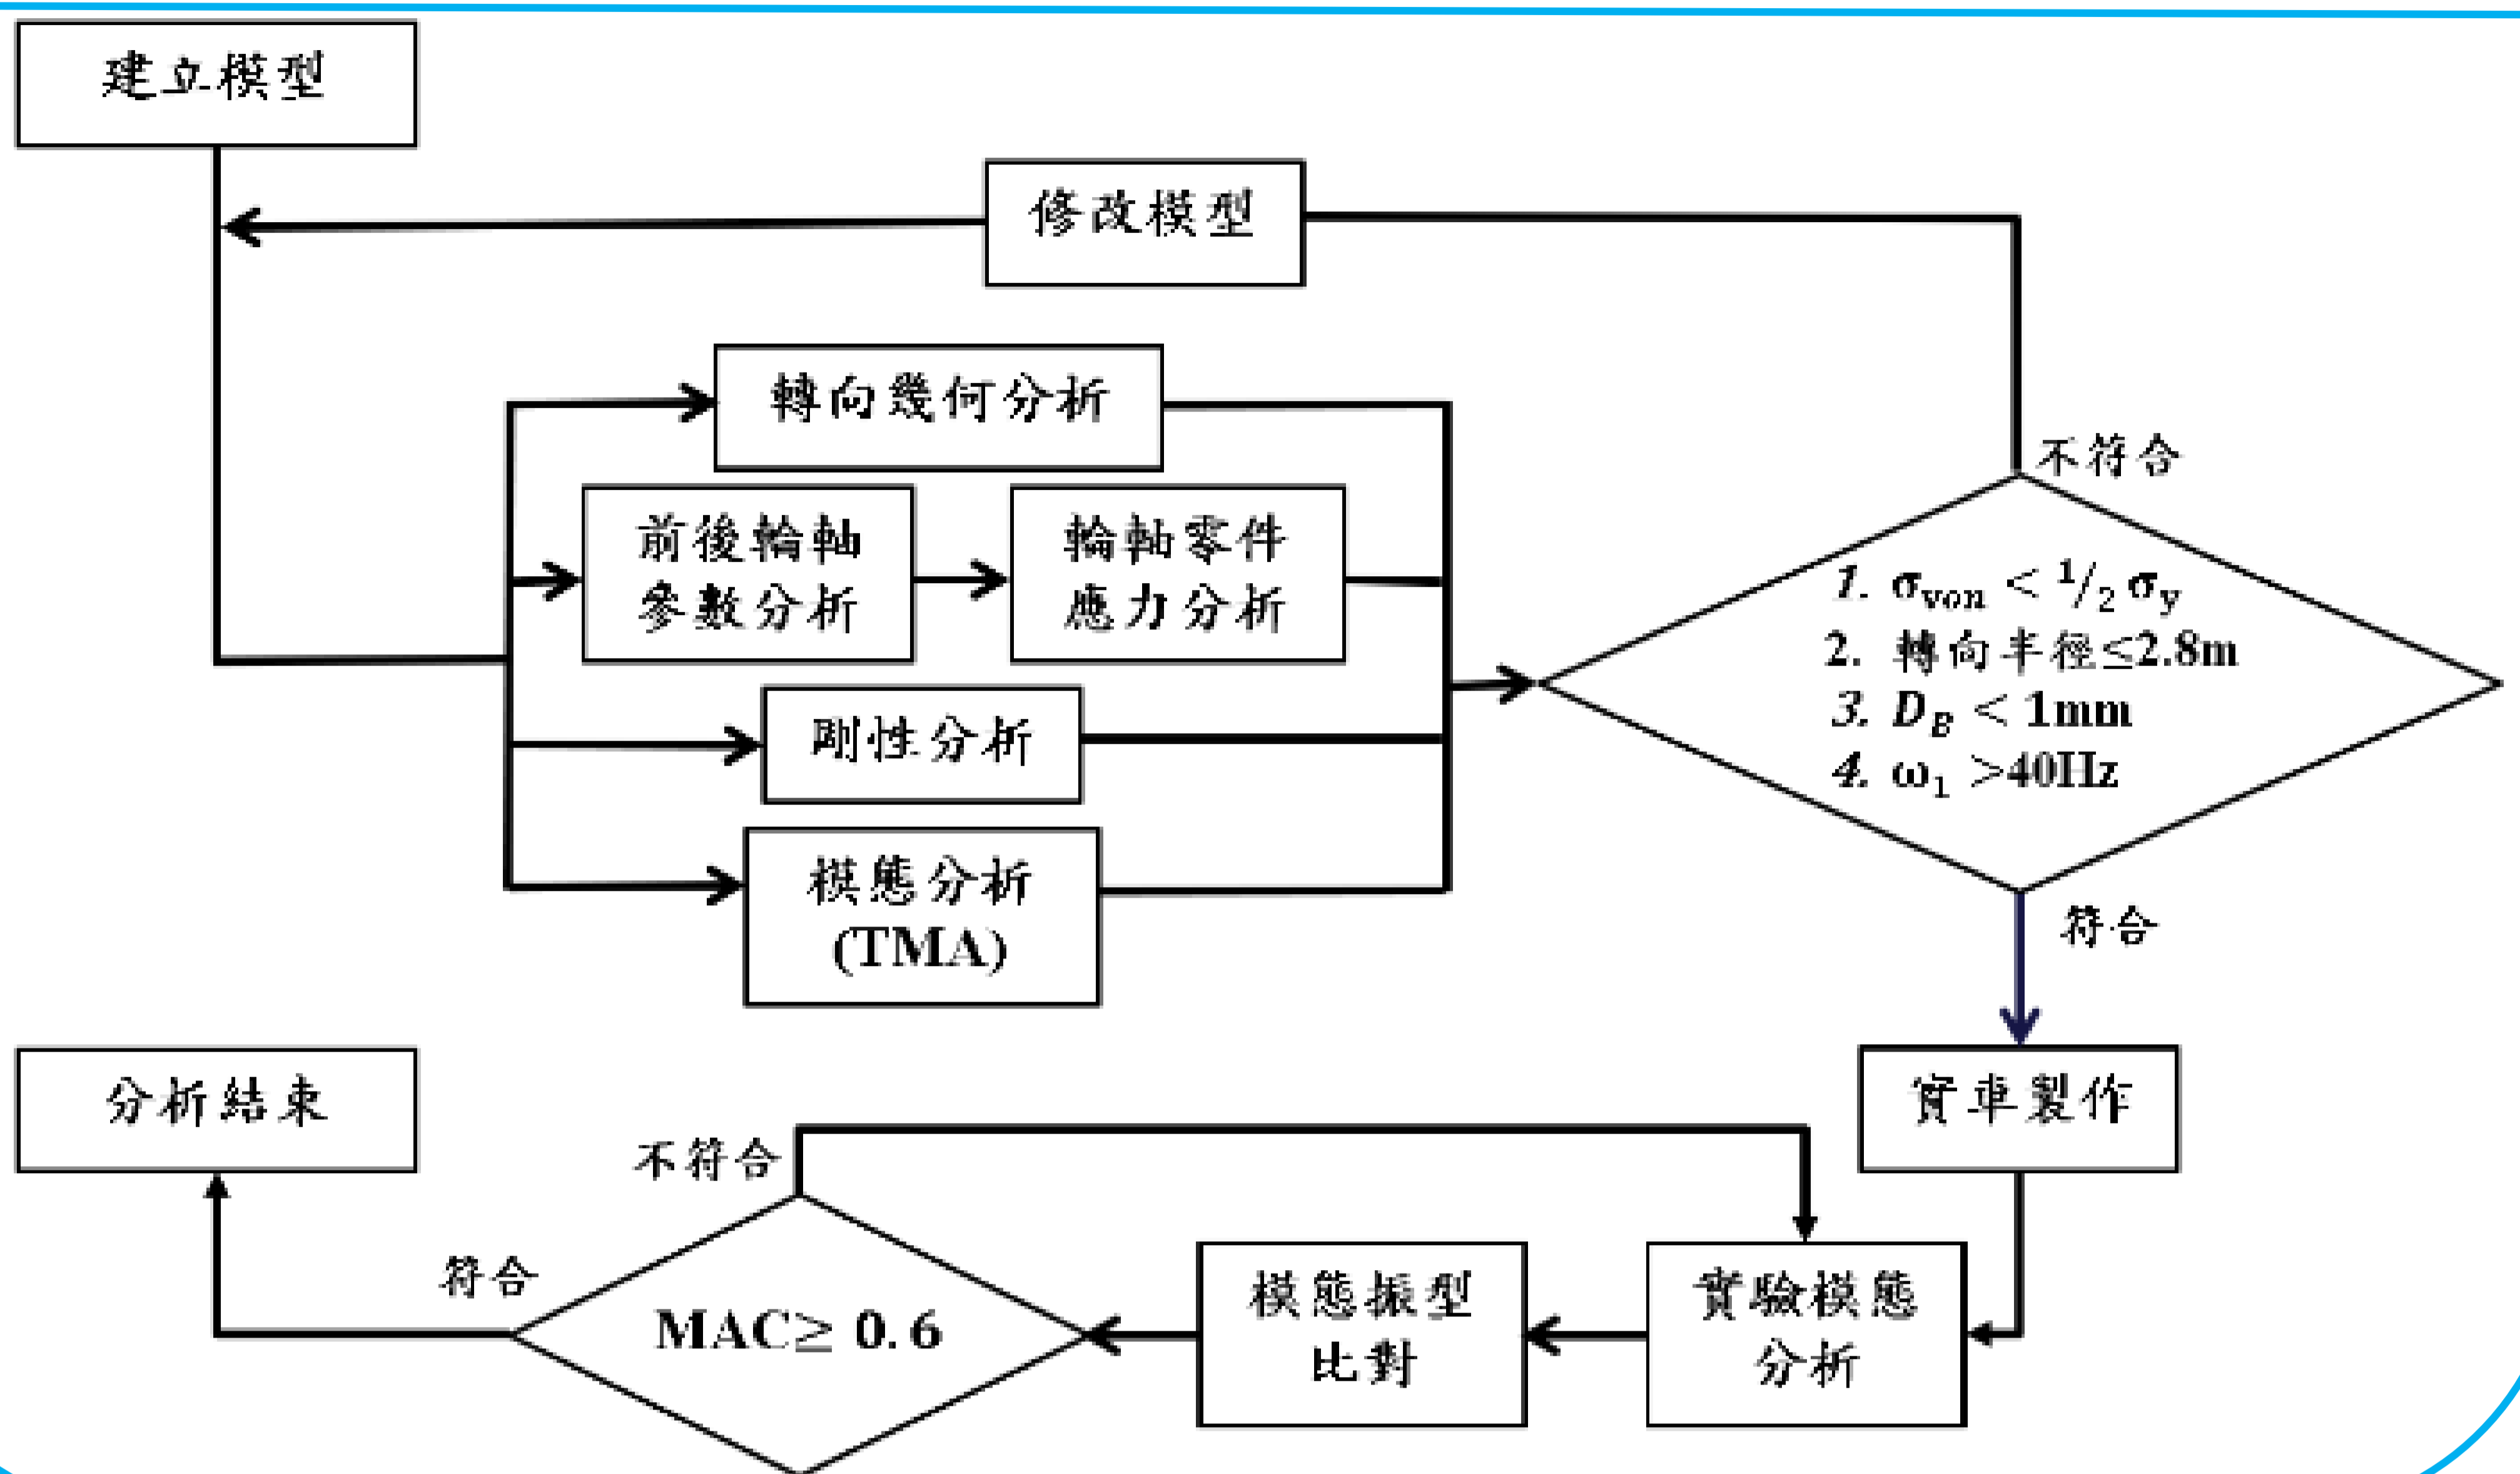 建立模型
修改模型
轉向幾何分析
不符合
前後輪軸
參數分析
輪軸零件
應力分析
1. σvon < 1/2 σy
2. 轉向半徑≤2.8m
3. DB < 1mm
4. ω1 >40Hz
剛性分析
模態分析
(TMA)
符合
實車製作
實驗模態
分析
模態振型
比對
MAC≥ 0.6
不符合
符合
分析結束